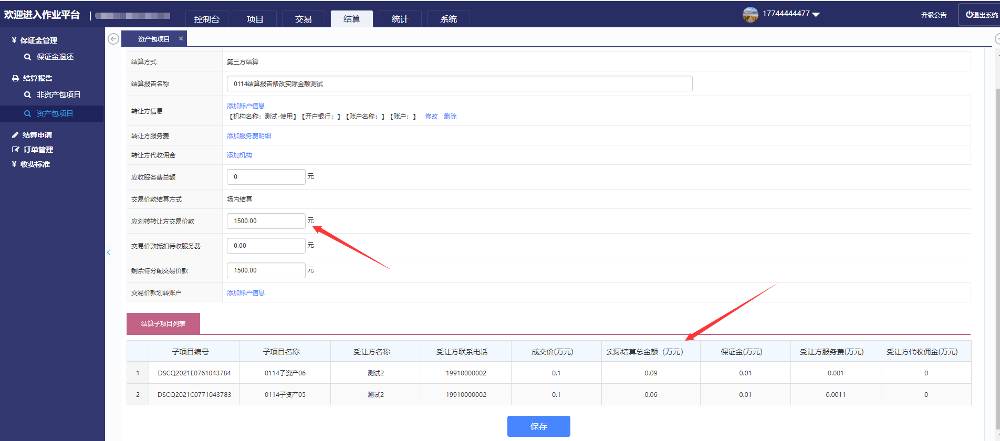 欢迎进入作业平台 |
控制台
项目
交易
结算
统计
系统
17744444477
升级公告
退出系统
¥ 保证金管理
保证金退还
结算报告
非资产包项目
资产包项目
结算申请
订单管理
¥ 收费标准
资产包项目 ×
结算方式 第三方结算
结算报告名称 0114结算报告修改实际金额测试
转让方信息 添加账户信息
【机构名称：测试-使用】【开户银行：】【账户名称：】【账户：】 修改 删除
转让方服务费 添加服务费明细
转让方代收佣金 添加机构
应收服务费总额 0 元
交易价款结算方式 场内结算
应划转转让方交易价款 1500.00 元
交易价款抵扣待收服务费 0.00 元
剩余待分配交易价款 1500.00 元
交易价款划转账户 添加账户信息
结算子项目列表
子项目编号 子项目名称 受让方名称 受让方联系电话 成交价(万元) 实际结算总金额（万元） 保证金(万元) 受让方服务费(万元) 受让方代收佣金(万元)
1 DSCQ2021E0761043784 0114子资产06 测试2 19910000002 0.1 0.09 0.01 0.001 0
2 DSCQ2021C0771043783 0114子资产05 测试2 19910000002 0.1 0.06 0.01 0.0011 0
保存